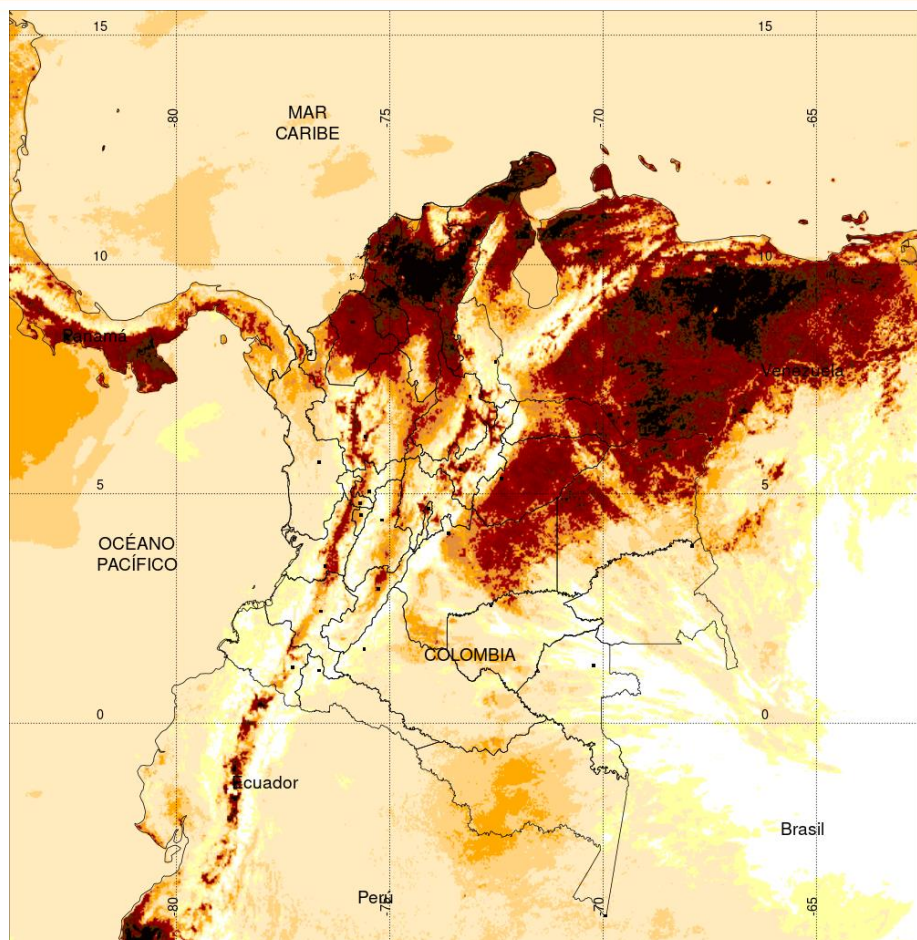 15
15
-80
-75
-70
-65
MAR
CARIBE
10
10
Panamá
Venezuela
5
5
OCÉANO
PACÍFICO
COLOMBIA
0
0
Ecuador
Brasil
Perú
-80
-75
-70
-65